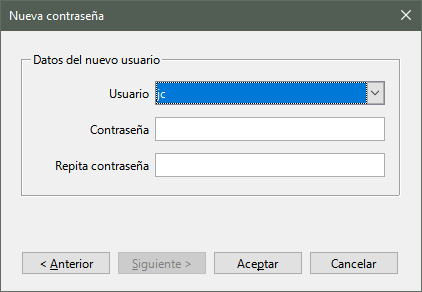 Nueva contraseña
Datos del nuevo usuario
Usuario jc
Contraseña
Repita contraseña
< Anterior Siguiente > Aceptar Cancelar